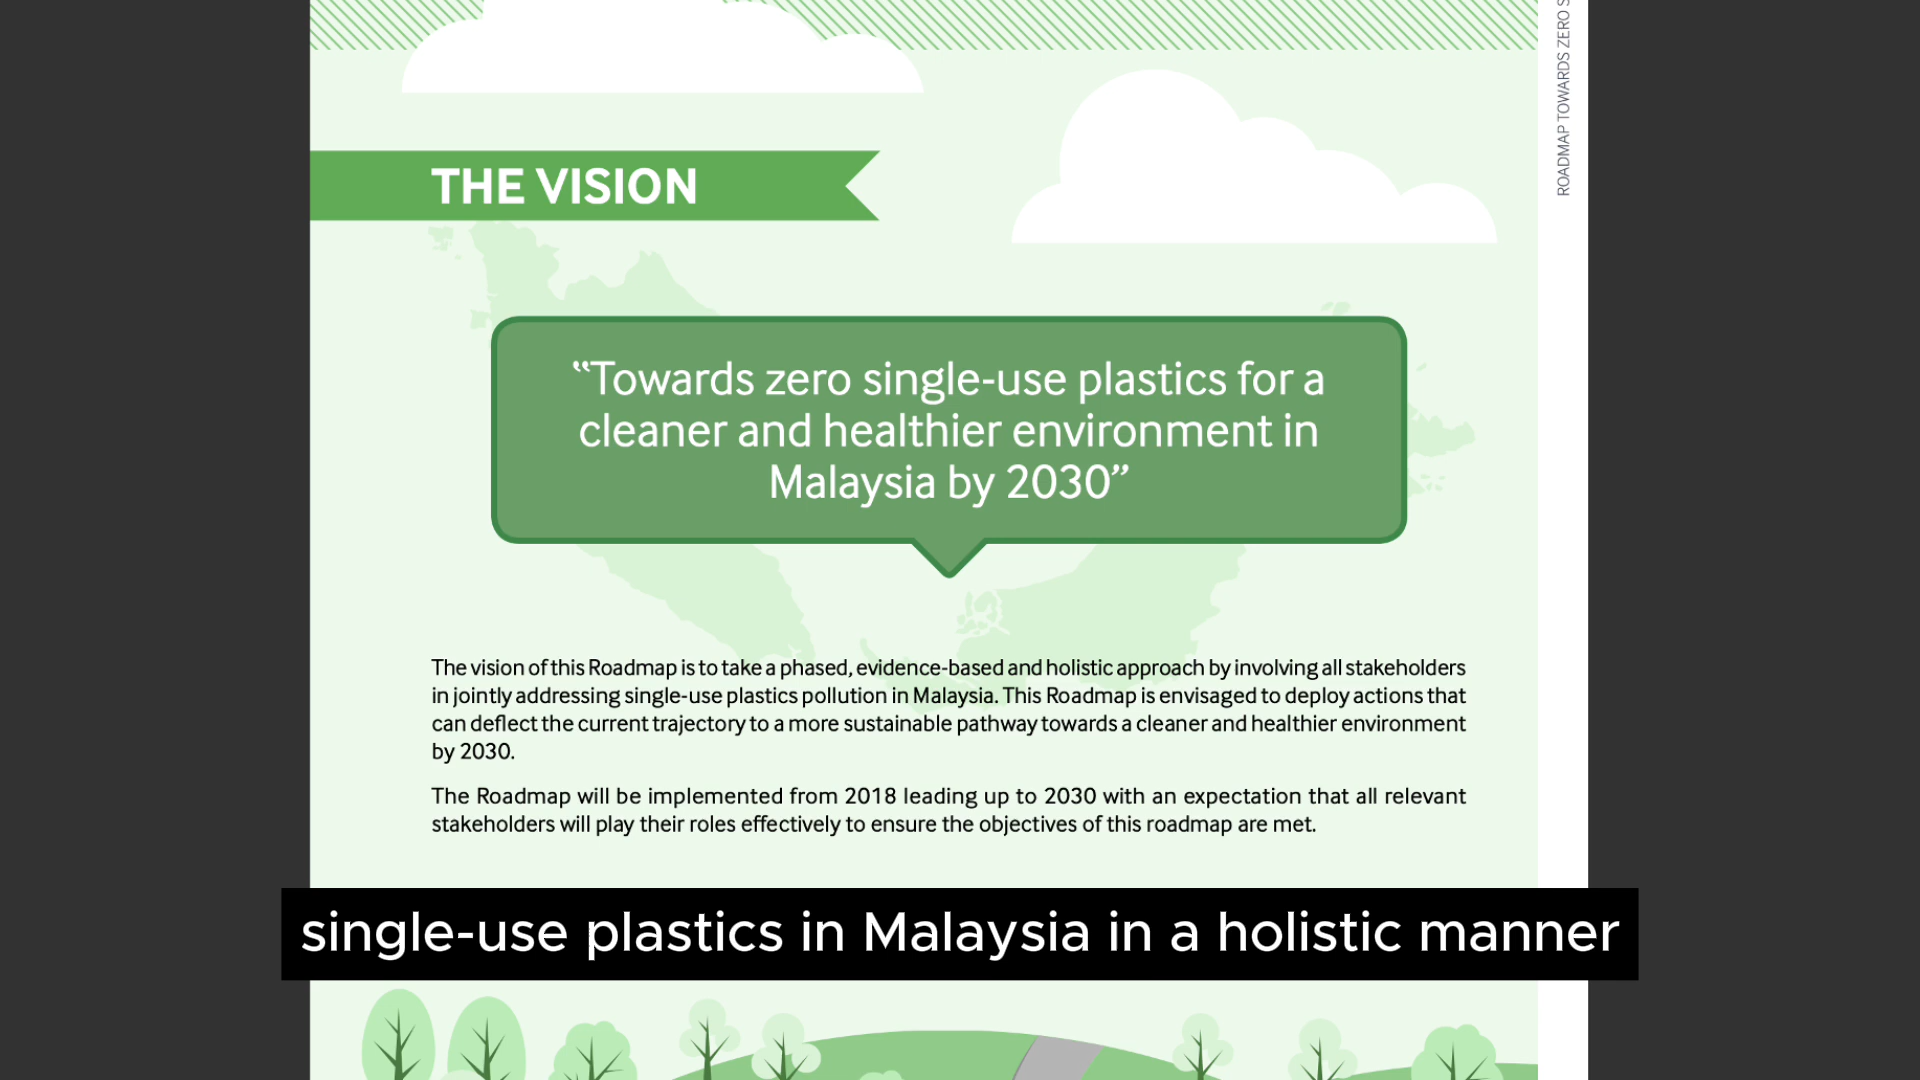 ROADMAP TOWARDS ZERO S
THE VISION
“Towards zero single-use plastics for a
cleaner and healthier environment in
Malaysia by 2030”
The vision of this Roadmap is to take a phased, evidence-based and holistic approach by involving all stakeholders
in jointly addressing single-use plastics pollution in Malaysia. This Roadmap is envisaged to deploy actions that
can deflect the current trajectory to a more sustainable pathway towards a cleaner and healthier environment
by 2030.
The Roadmap will be implemented from 2018 leading up to 2030 with an expectation that all relevant
stakeholders will play their roles effectively to ensure the objectives of this roadmap are met.
single-use plastics in Malaysia in a holistic manner